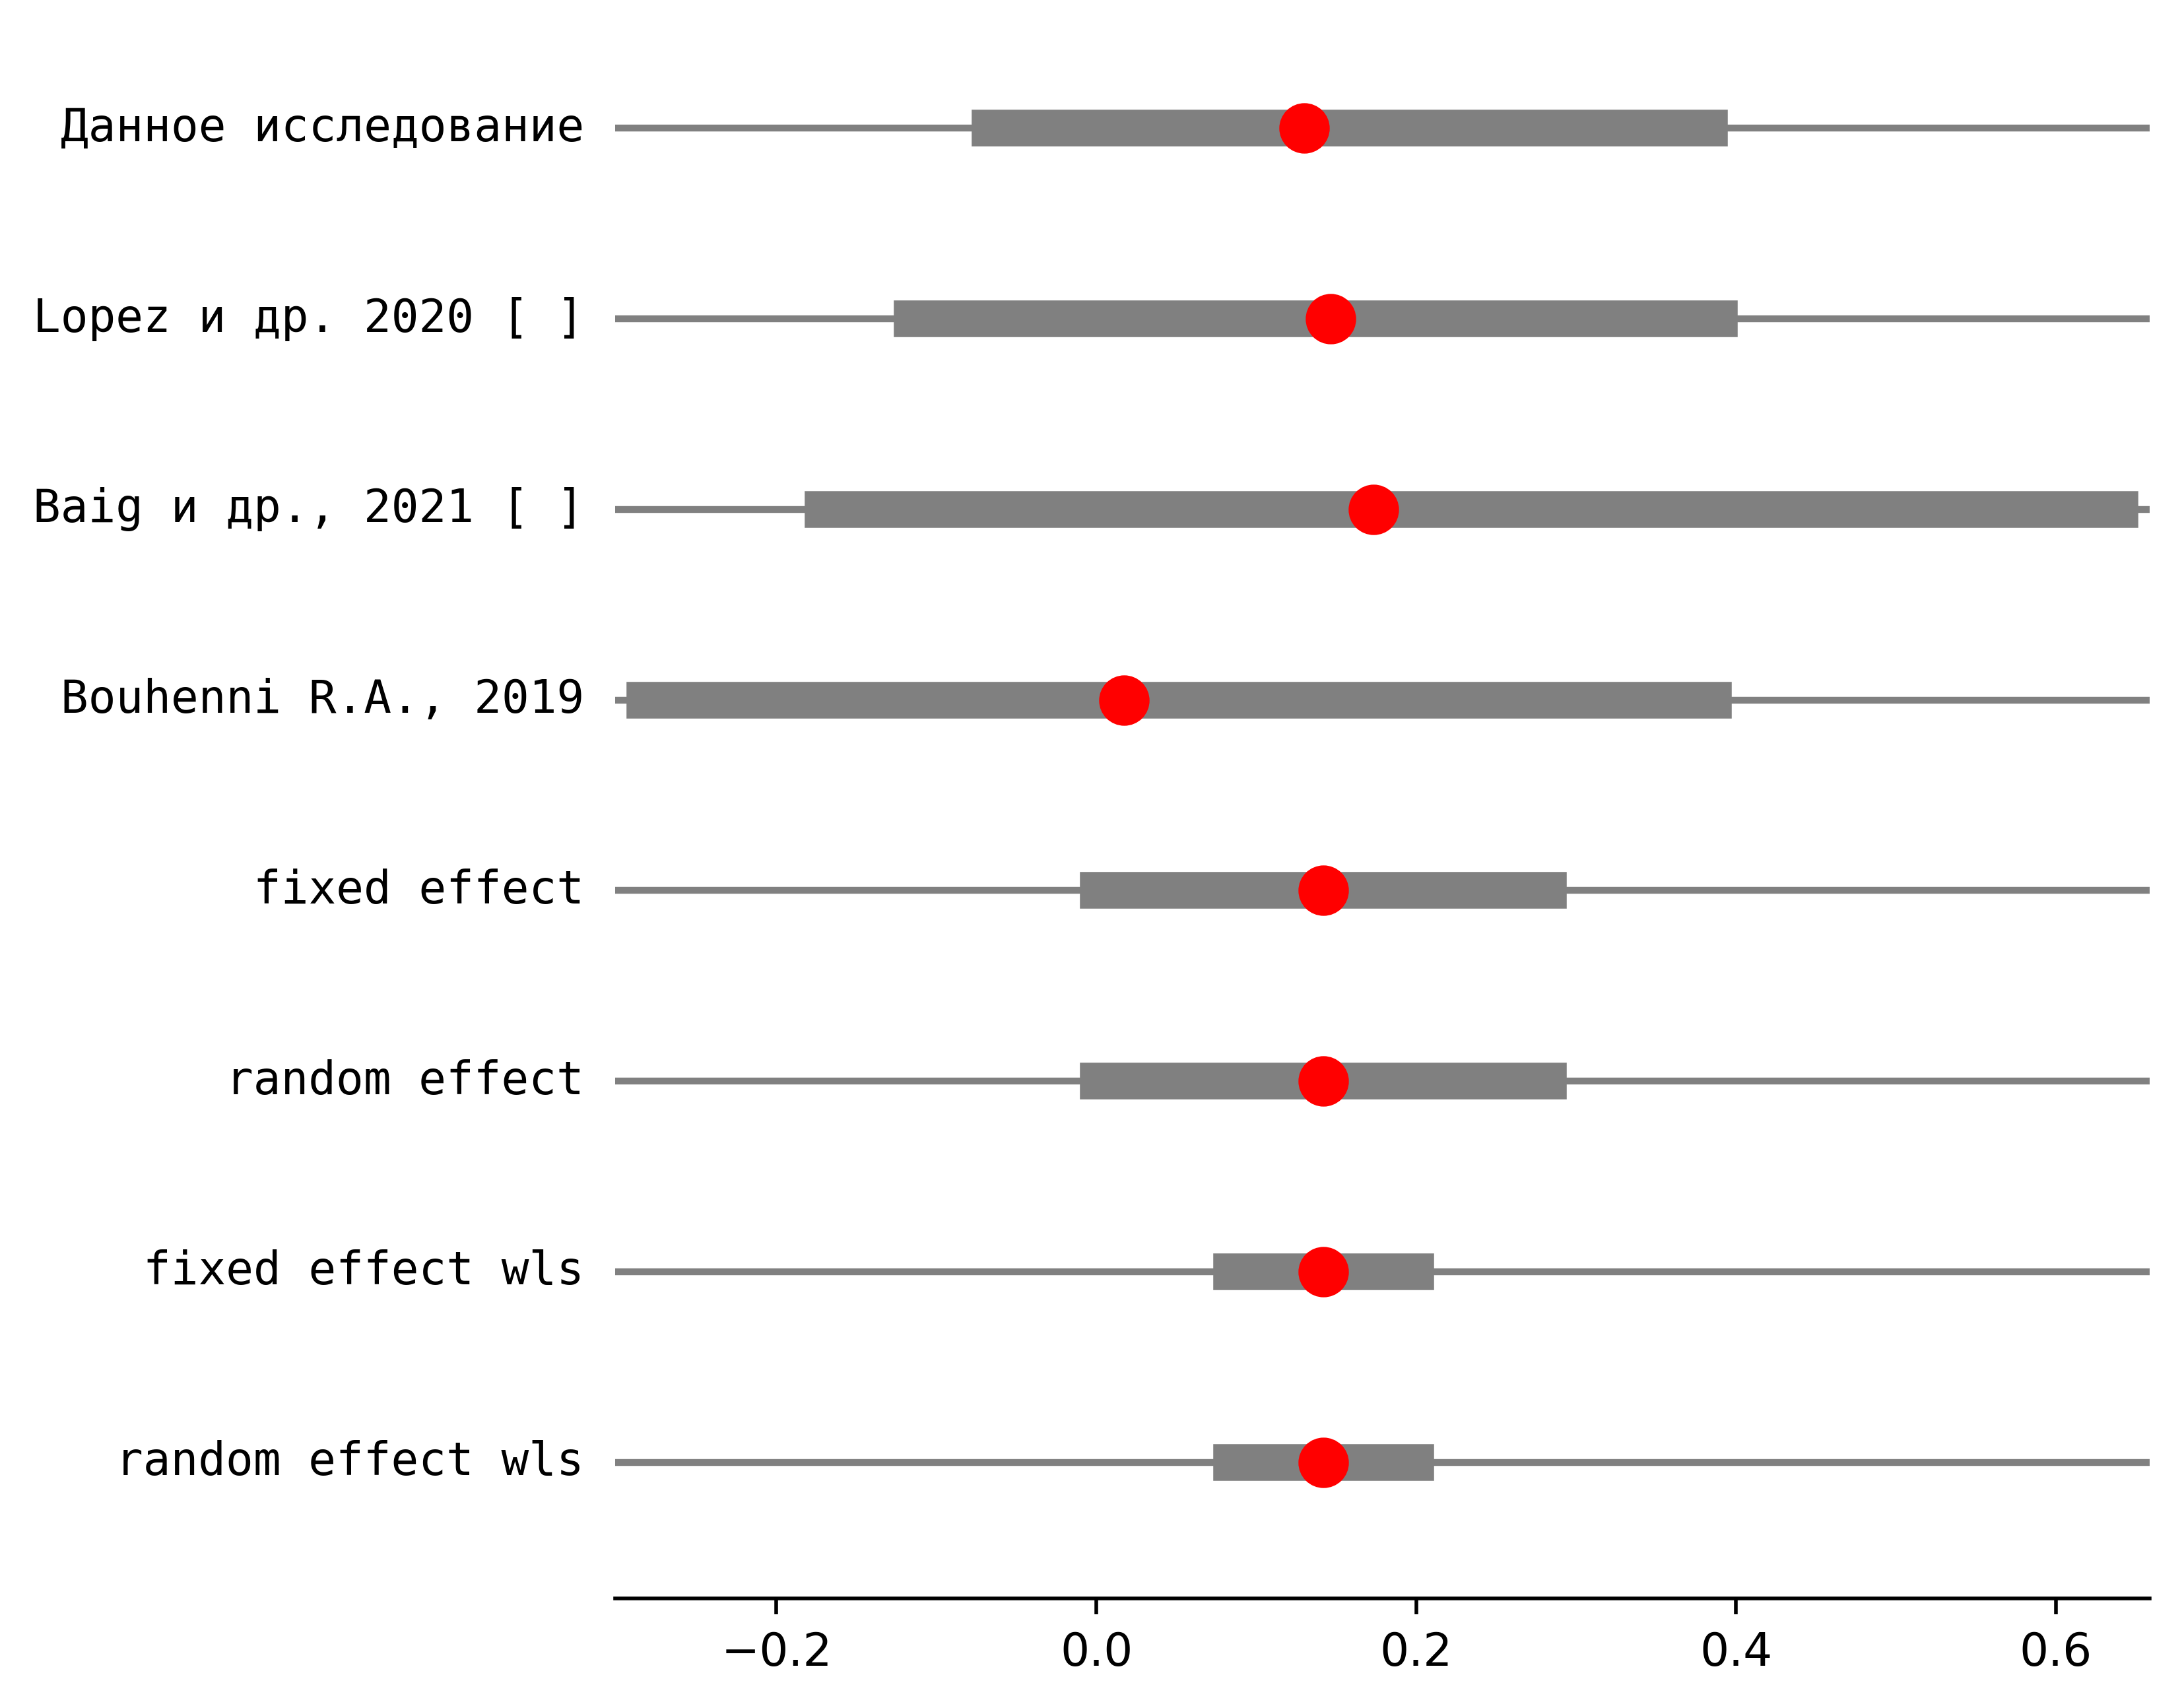 Данное исследование
Lopez и др. 2020 [ ]
Baig и др., 2021 [ ]
Bouhenni R.A., 2019
fixed effect
random effect
fixed effect wls
random effect wls
−0.2 0.0 0.2 0.4 0.6